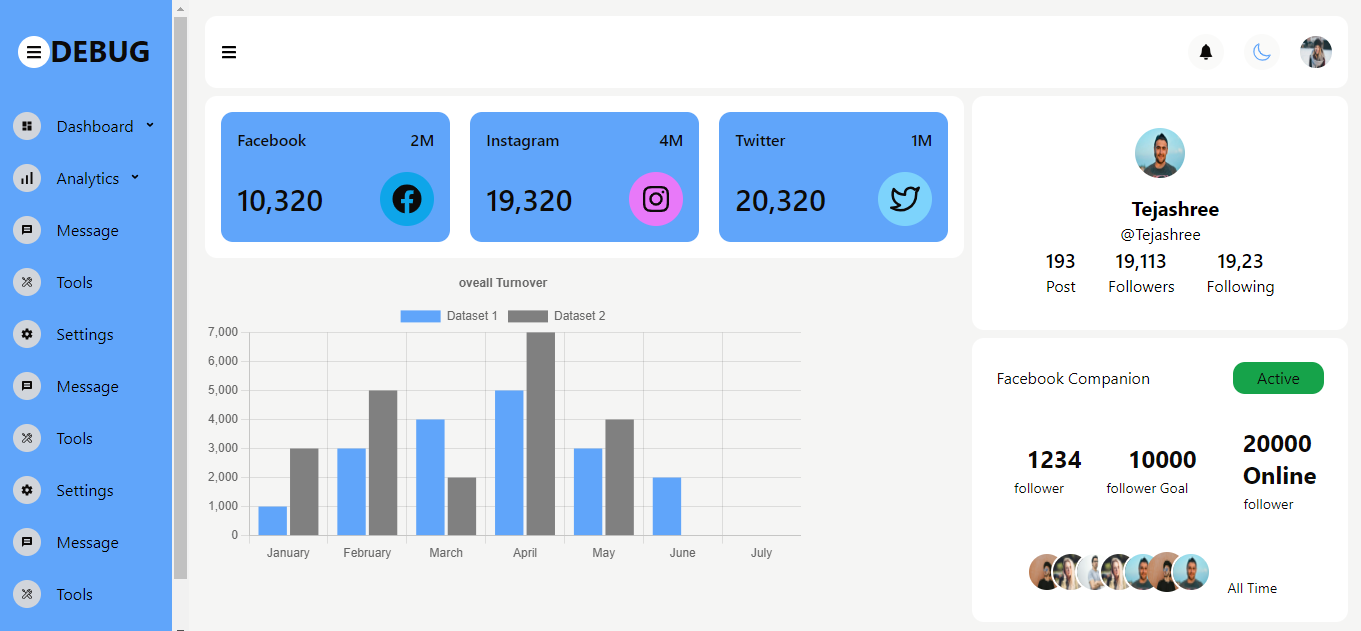 DEBUG
Dashboard
Analytics
Message
Tools
Settings
Message
Tools
Settings
Message
Tools
Facebook 2M
10,320
Instagram 4M
19,320
Twitter 1M
20,320
oveall Turnover
Dataset 1 Dataset 2
7,000
6,000
5,000
4,000
3,000
2,000
1,000
0
January February March April May June July
Tejashree
@Tejashree
193 19,113 19,23
Post Followers Following
Facebook Companion Active
1234
follower
10000
follower Goal
20000
Online
follower
All Time